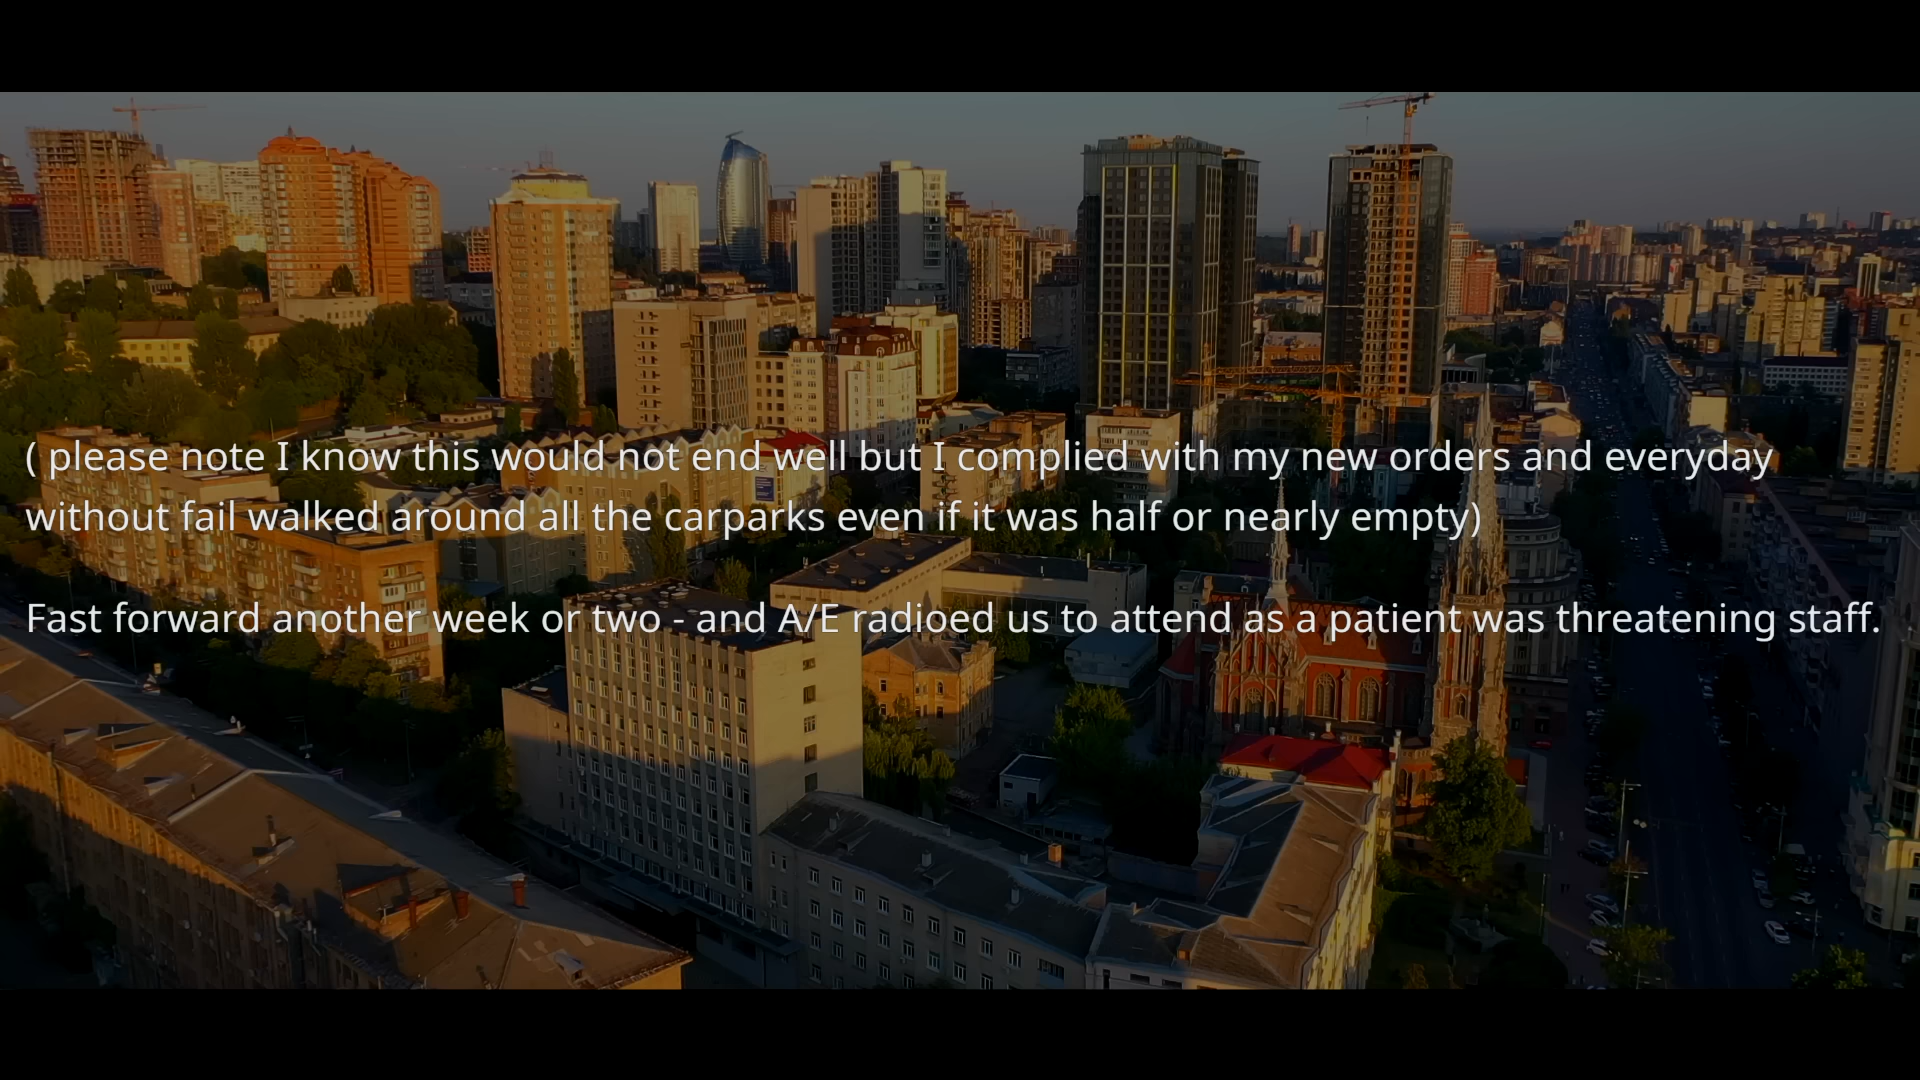 ( please note I know this would not end well but I complied with my new orders and everyday
without fail walked around all the carparks even if it was half or nearly empty)
Fast forward another week or two - and A/E radioed us to attend as a patient was threatening staff.